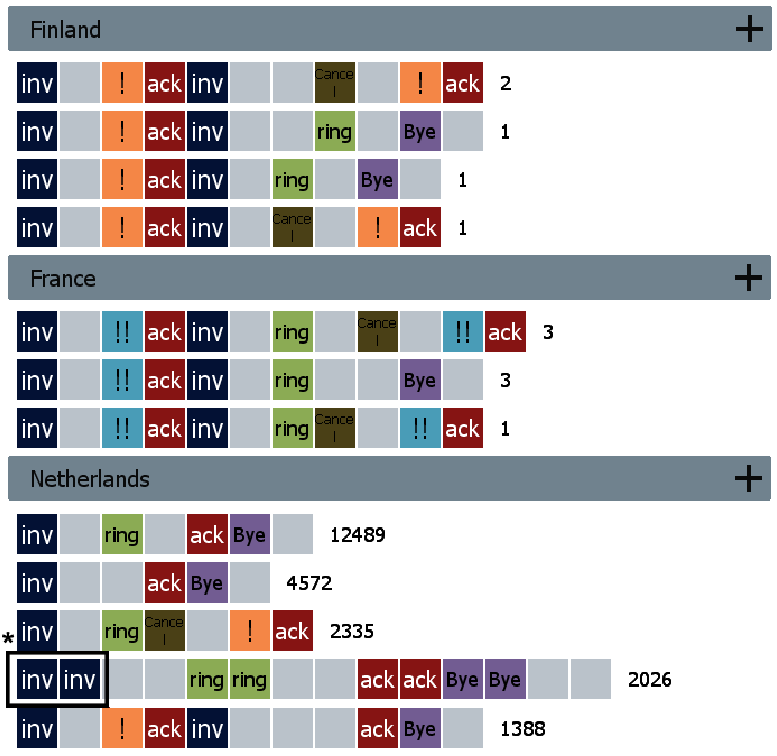 Finland +
inv ! ack inv Cancel ! ack 2
inv ! ack inv ring Bye 1
inv ! ack inv ring Bye 1
inv ! ack inv Cancel ! ack 1
France +
inv !! ack inv ring Cancel !! ack 3
inv !! ack inv ring Bye 3
inv !! ack inv ring Cancel !! ack 1
Netherlands +
inv ring ack Bye 12489
inv ack Bye 4572
* inv ring Cancel ! ack 2335
inv inv ring ring ack ack Bye Bye 2026
inv ! ack inv ack Bye 1388